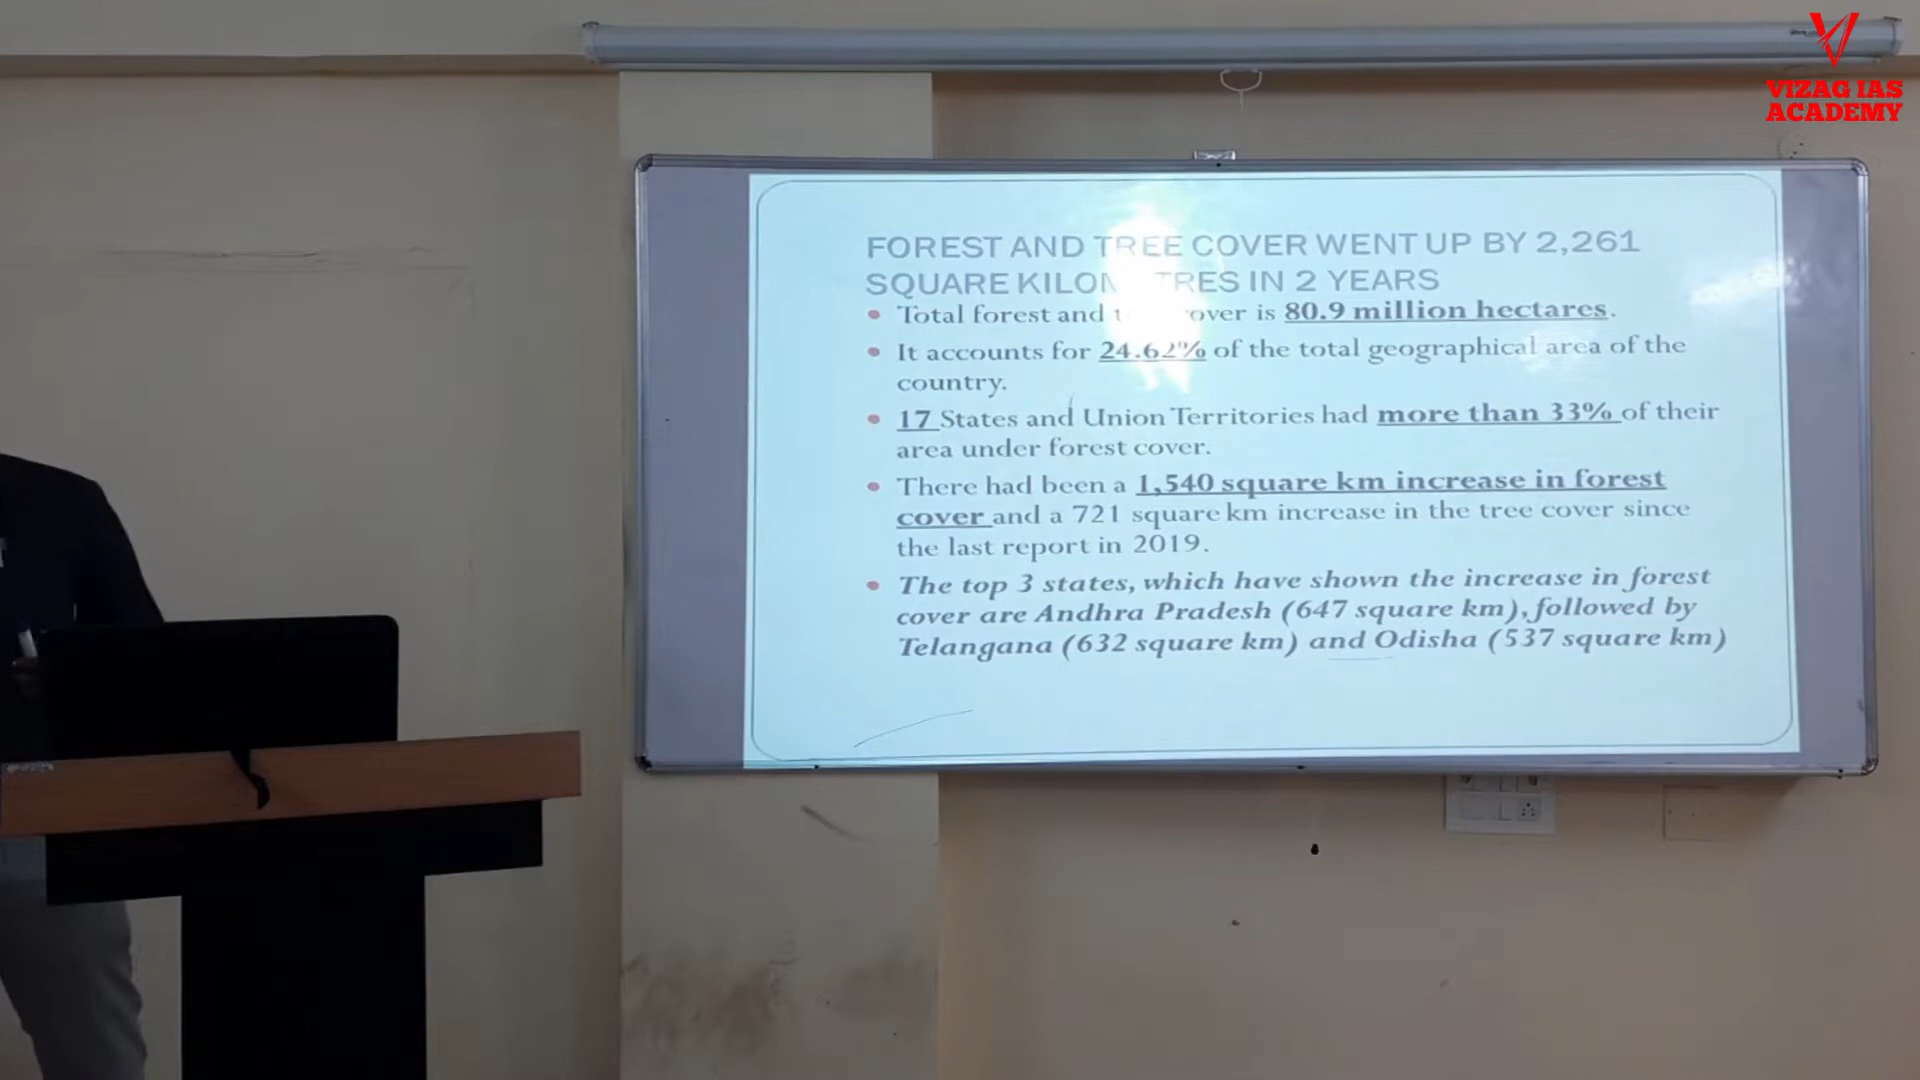 VIZAG IAS
ACADEMY
FOREST AND TREE COVER WENT UP BY 2,261
SQUARE KILOM TRES IN 2 YEARS
Total forest and t over is 80.9 million hectares.
It accounts for 24.62% of the total geographical area of the
country.
17 States and Union Territories had more than 33% of their
area under forest cover.
There had been a 1,540 square km increase in forest
cover and a 721 square km increase in the tree cover since
the last report in 2019.
The top 3 states, which have shown the increase in forest
cover are Andhra Pradesh (647 square km), followed by
Telangana (632 square km) and Odisha (537 square km)